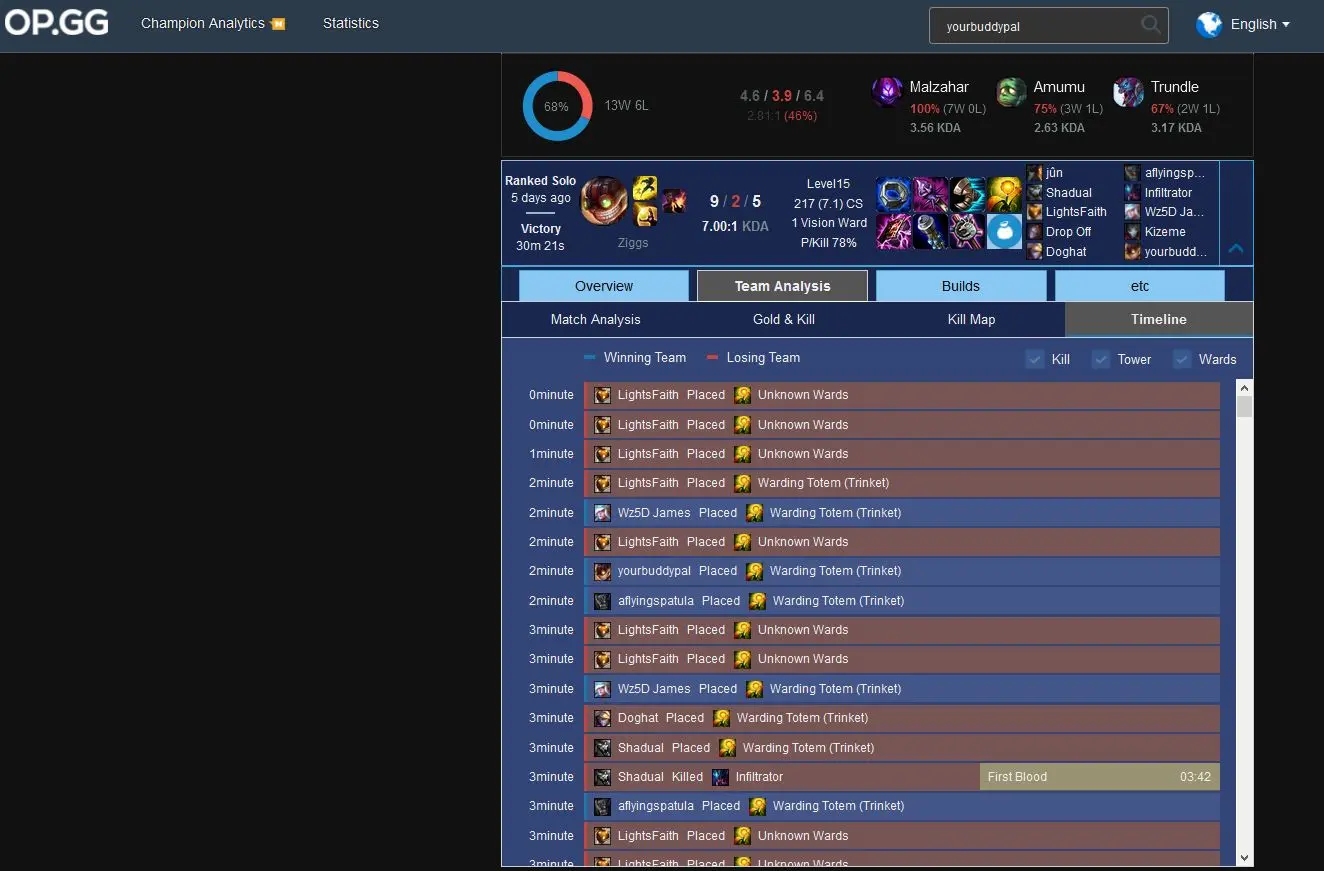 OP.GG Champion Analytics Statistics yourbuddypal English
68% 13W 6L 4.6 / 3.9 / 6.4
2.81:1 (46%)
Malzahar
100% (7W 0L)
3.56 KDA
Amumu
75% (3W 1L)
2.63 KDA
Trundle
67% (2W 1L)
3.17 KDA
Ranked Solo
5 days ago
Victory
30m 21s
Ziggs
9 / 2 / 5
7.00:1 KDA
Level15
217 (7.1) CS
1 Vision Ward
P/Kill 78%
jûn
Shadual
LightsFaith
Drop Off
Doghat
aflyingsp...
Infiltrator
Wz5D Ja...
Kizeme
yourbudd...
Overview Team Analysis Builds etc
Match Analysis Gold & Kill Kill Map Timeline
Winning Team Losing Team Kill Tower Wards
0minute LightsFaith Placed Unknown Wards
0minute LightsFaith Placed Unknown Wards
1minute LightsFaith Placed Unknown Wards
2minute LightsFaith Placed Warding Totem (Trinket)
2minute Wz5D James Placed Warding Totem (Trinket)
2minute LightsFaith Placed Unknown Wards
2minute yourbuddypal Placed Warding Totem (Trinket)
2minute aflyingspatula Placed Warding Totem (Trinket)
3minute LightsFaith Placed Unknown Wards
3minute LightsFaith Placed Unknown Wards
3minute Wz5D James Placed Warding Totem (Trinket)
3minute Doghat Placed Warding Totem (Trinket)
3minute Shadual Placed Warding Totem (Trinket)
3minute Shadual Killed Infiltrator First Blood 03:42
3minute aflyingspatula Placed Warding Totem (Trinket)
3minute LightsFaith Placed Unknown Wards
3minute LightsFaith Placed Unknown Wards